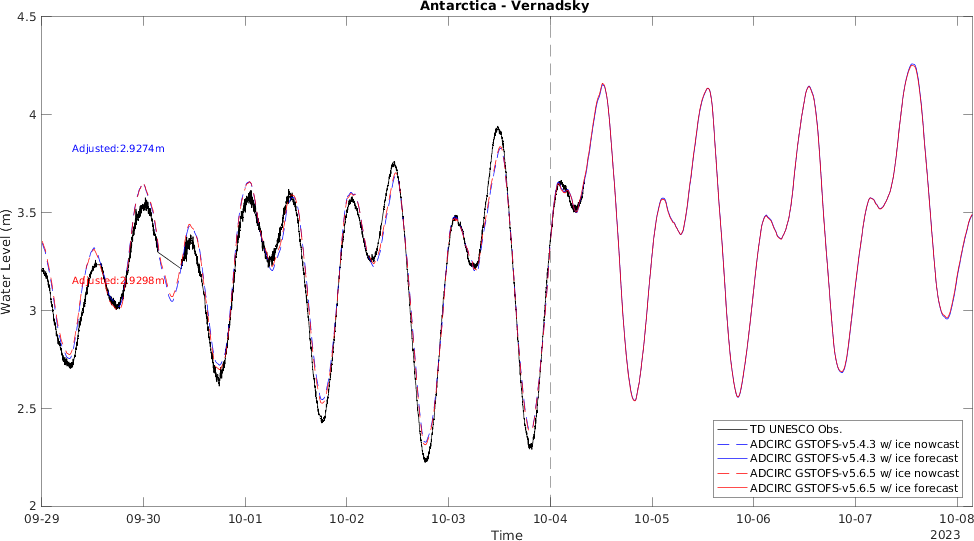 Antarctica - Vernadsky
4.5
4
3.5
3
2.5
2
Water Level (m)
Adjusted:2.9274m
Adjusted:2.9298m
TD UNESCO Obs.
ADCIRC GSTOFS-v5.4.3 w/ ice nowcast
ADCIRC GSTOFS-v5.4.3 w/ ice forecast
ADCIRC GSTOFS-v5.6.5 w/ ice nowcast
ADCIRC GSTOFS-v5.6.5 w/ ice forecast
09-29 09-30 10-01 10-02 10-03 10-04 10-05 10-06 10-07 10-08
Time
2023